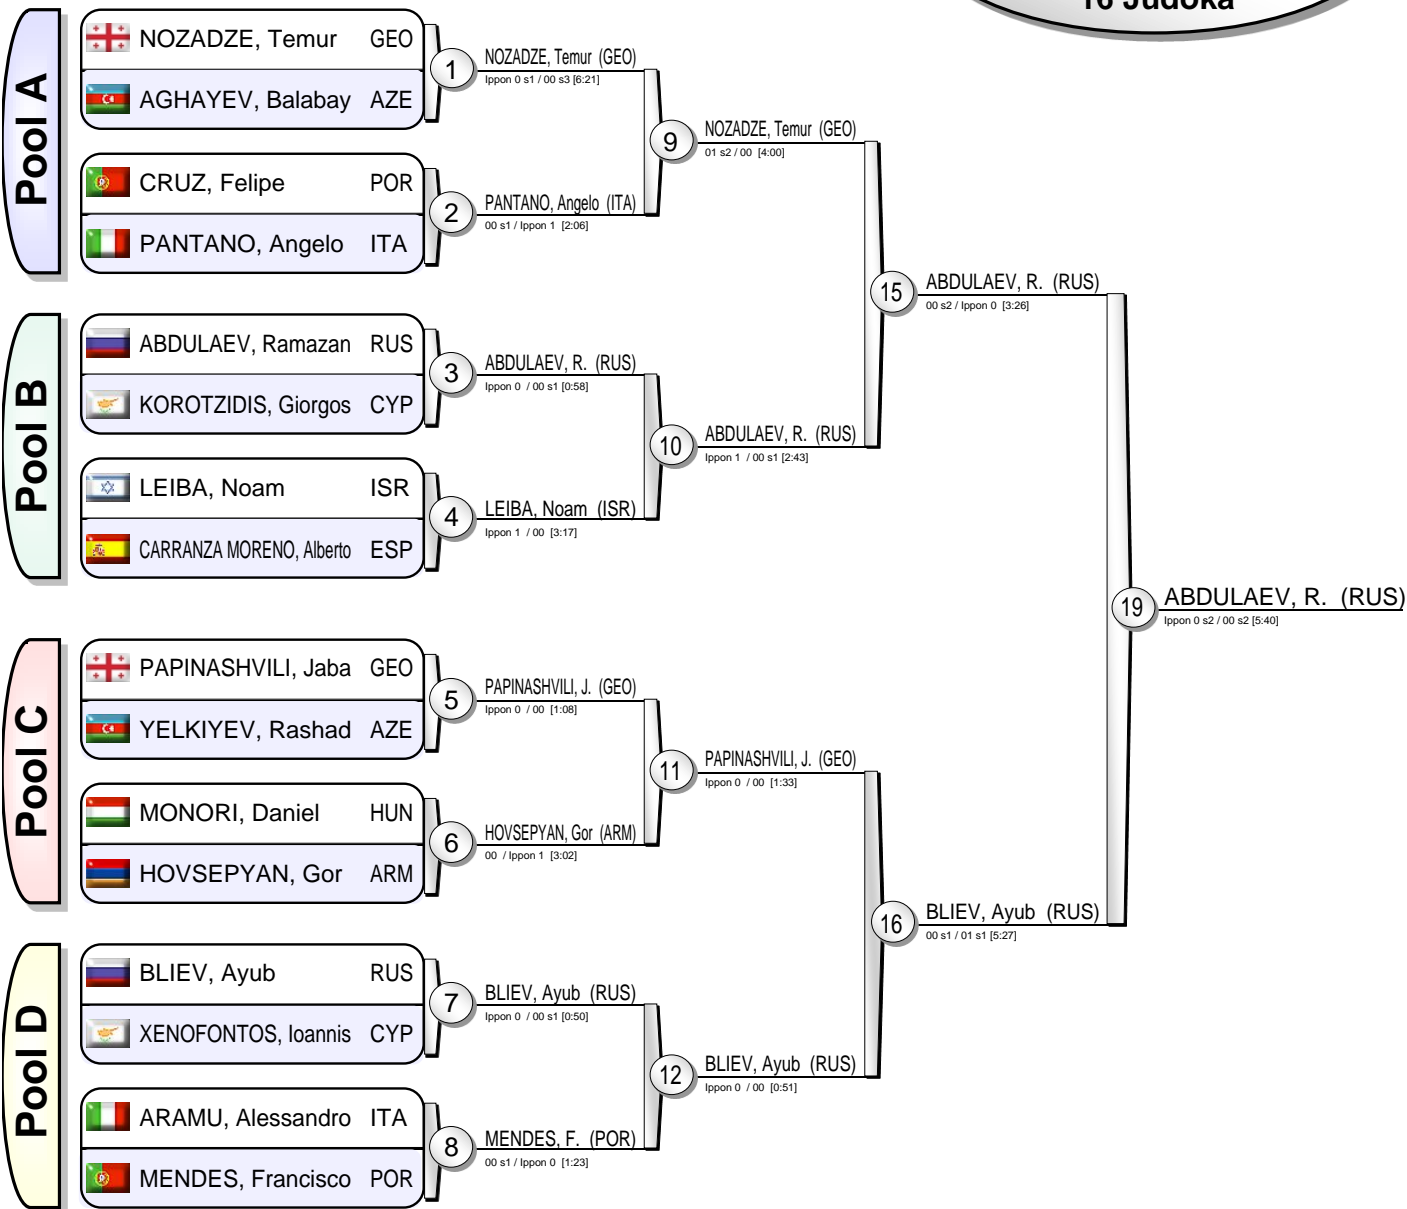 16 Judoka
Pool A
NOZADZE, Temur GEO
AGHAYEV, Balabay AZE
1
NOZADZE, Temur (GEO)
Ippon 0 s1 / 00 s3 [6:21]
CRUZ, Felipe POR
PANTANO, Angelo ITA
2
PANTANO, Angelo (ITA)
00 s1 / Ippon 1 [2:06]
9
NOZADZE, Temur (GEO)
01 s2 / 00 [4:00]
Pool B
ABDULAEV, Ramazan RUS
KOROTZIDIS, Giorgos CYP
3
ABDULAEV, R. (RUS)
Ippon 0 / 00 s1 [0:58]
LEIBA, Noam ISR
CARRANZA MORENO, Alberto ESP
4
LEIBA, Noam (ISR)
Ippon 1 / 00 [3:17]
10
ABDULAEV, R. (RUS)
Ippon 1 / 00 s1 [2:43]
15
ABDULAEV, R. (RUS)
00 s2 / Ippon 0 [3:26]
Pool C
PAPINASHVILI, Jaba GEO
YELKIYEV, Rashad AZE
5
PAPINASHVILI, J. (GEO)
Ippon 0 / 00 [1:08]
MONORI, Daniel HUN
HOVSEPYAN, Gor ARM
6
HOVSEPYAN, Gor (ARM)
00 / Ippon 1 [3:02]
11
PAPINASHVILI, J. (GEO)
Ippon 0 / 00 [1:33]
Pool D
BLIEV, Ayub RUS
XENOFONTOS, Ioannis CYP
7
BLIEV, Ayub (RUS)
Ippon 0 / 00 s1 [0:50]
ARAMU, Alessandro ITA
MENDES, Francisco POR
8
MENDES, F. (POR)
00 s1 / Ippon 0 [1:23]
12
BLIEV, Ayub (RUS)
Ippon 0 / 00 [0:51]
16
BLIEV, Ayub (RUS)
00 s1 / 01 s1 [5:27]
19
ABDULAEV, R. (RUS)
Ippon 0 s2 / 00 s2 [5:40]